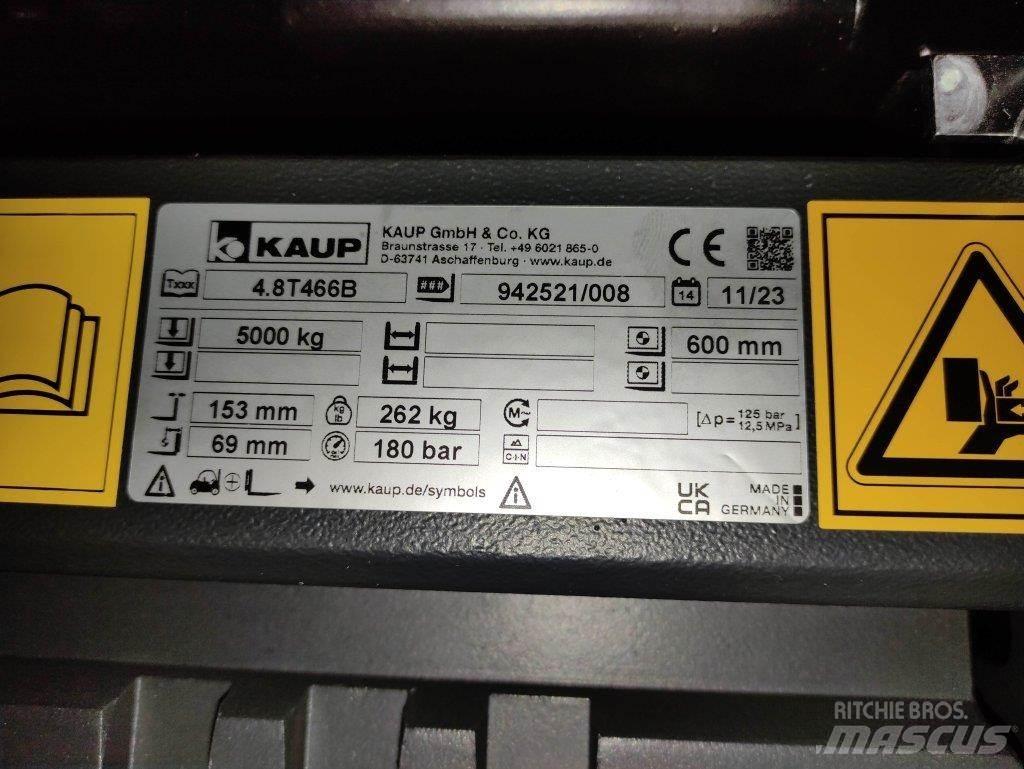 KAUP
KAUP GmbH & Co. KG
Braunstrasse 17 · Tel. +49 6021 865-0
D-63741 Aschaffenburg · www.kaup.de
CE
Txxx 4.8T466B ### 942521/008 14 11/23
5000 kg 600 mm
153 mm kg lb 262 kg M~ [Δp= 125 bar 12,5 MPa]
69 mm 180 bar C-I-N
www.kaup.de/symbols
UK CA
MADE IN GERMANY
RITCHIE BROS.
MASCUS